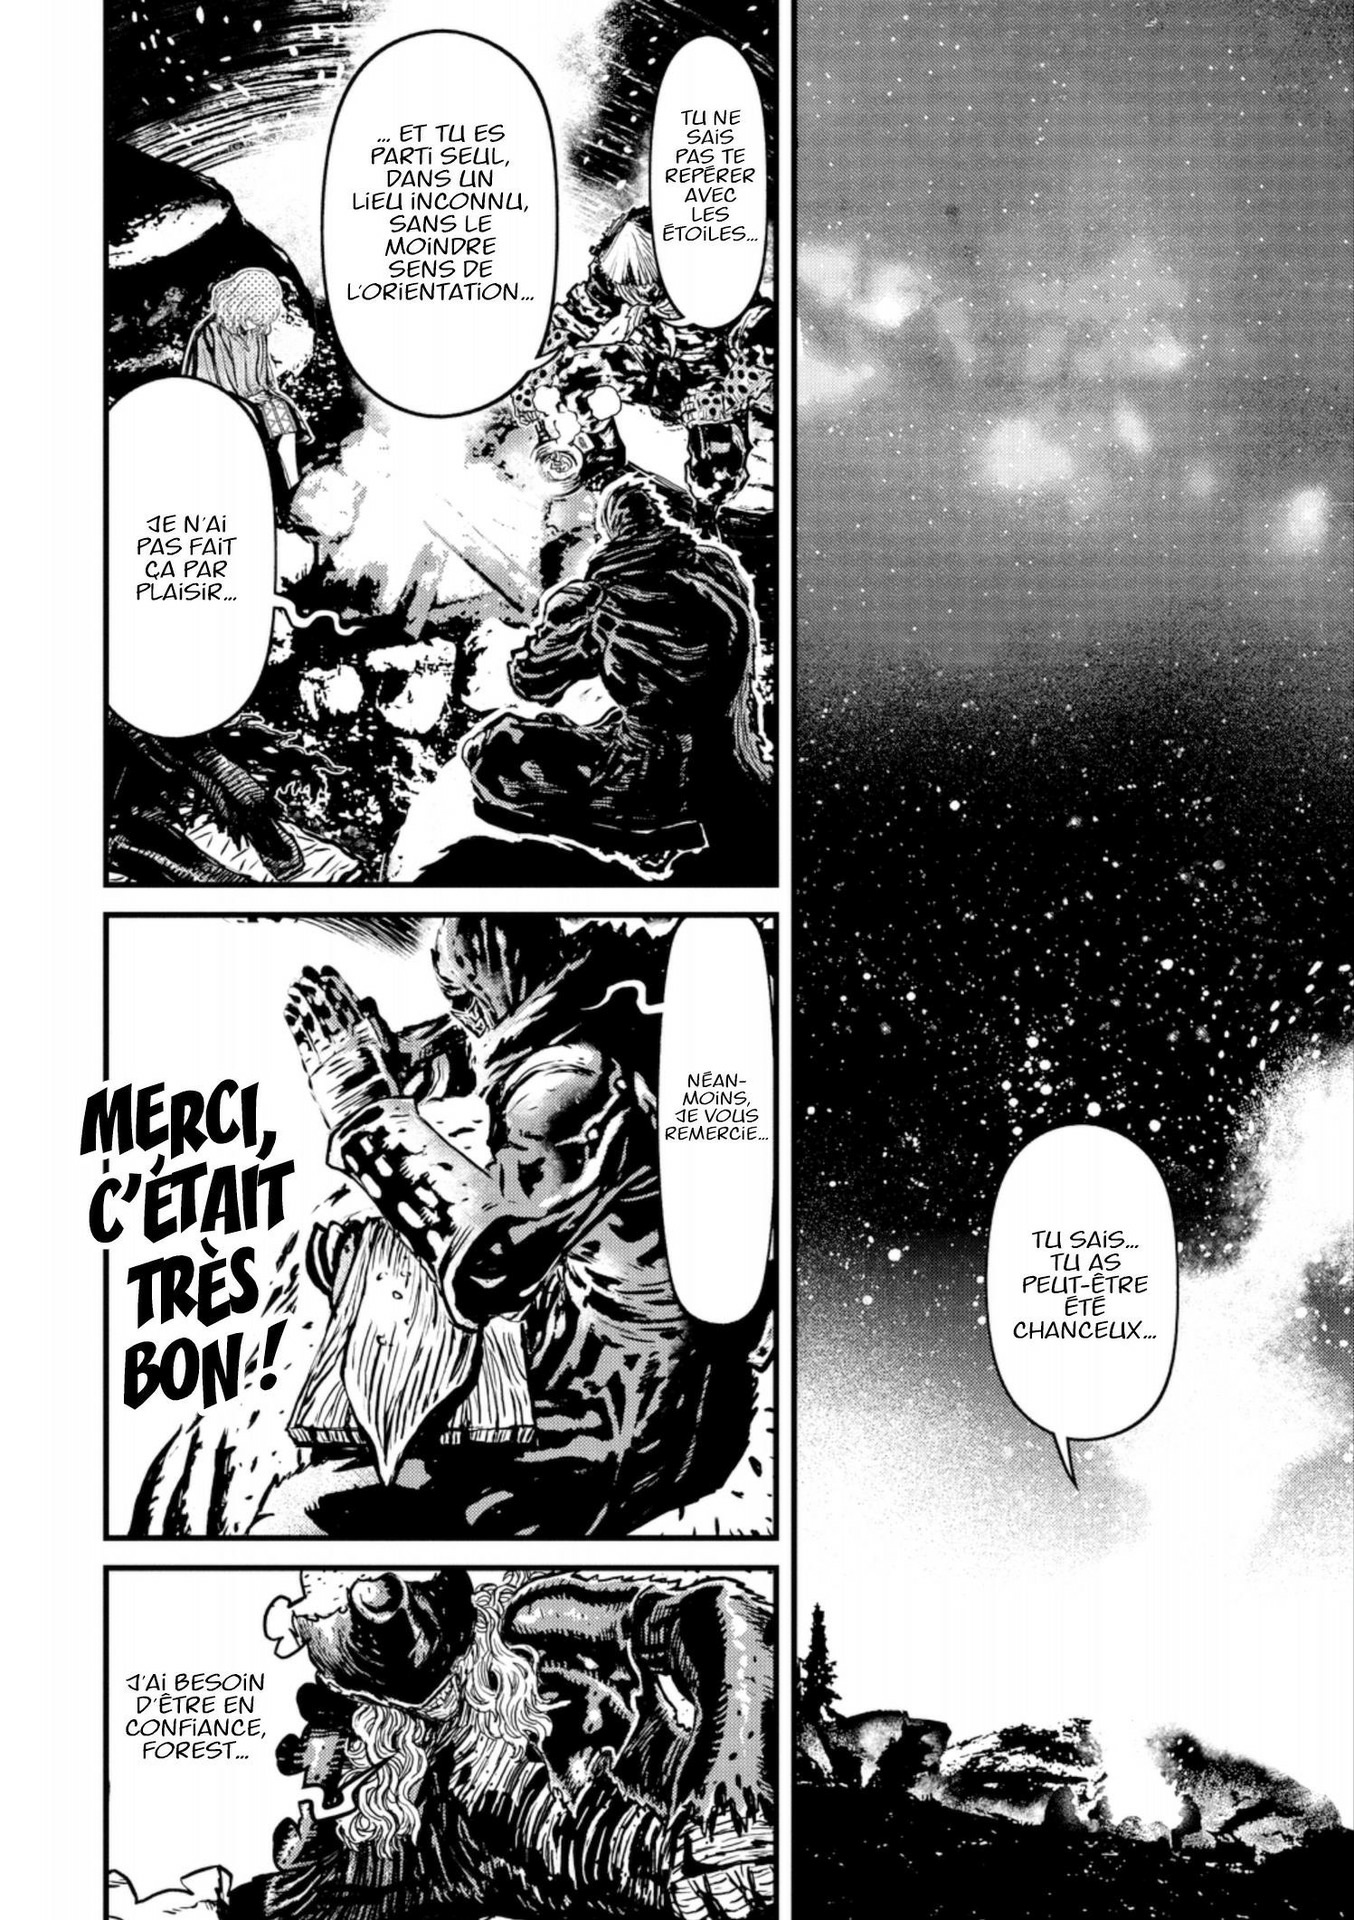 TU SAIS...
TU AS
PEUT-ÊTRE
ÉTÉ
CHANCEUX...
TU NE
SAIS
PAS TE
REPÉRER
AVEC
LES
ÉTOILES...
... ET TU ES
PARTI SEUL,
DANS UN
LIEU INCONNU,
SANS LE
MOINDRE
SENS DE
L'ORIENTATION...
JE N'AI
PAS FAIT
ÇA PAR
PLAISIR...
NÉAN-
MOINS,
JE VOUS
REMERCIE...
MERCI,
C'ÉTAIT
TRÈS
BON !
J'AI BESOIN
D'ÊTRE EN
CONFIANCE,
FOREST...